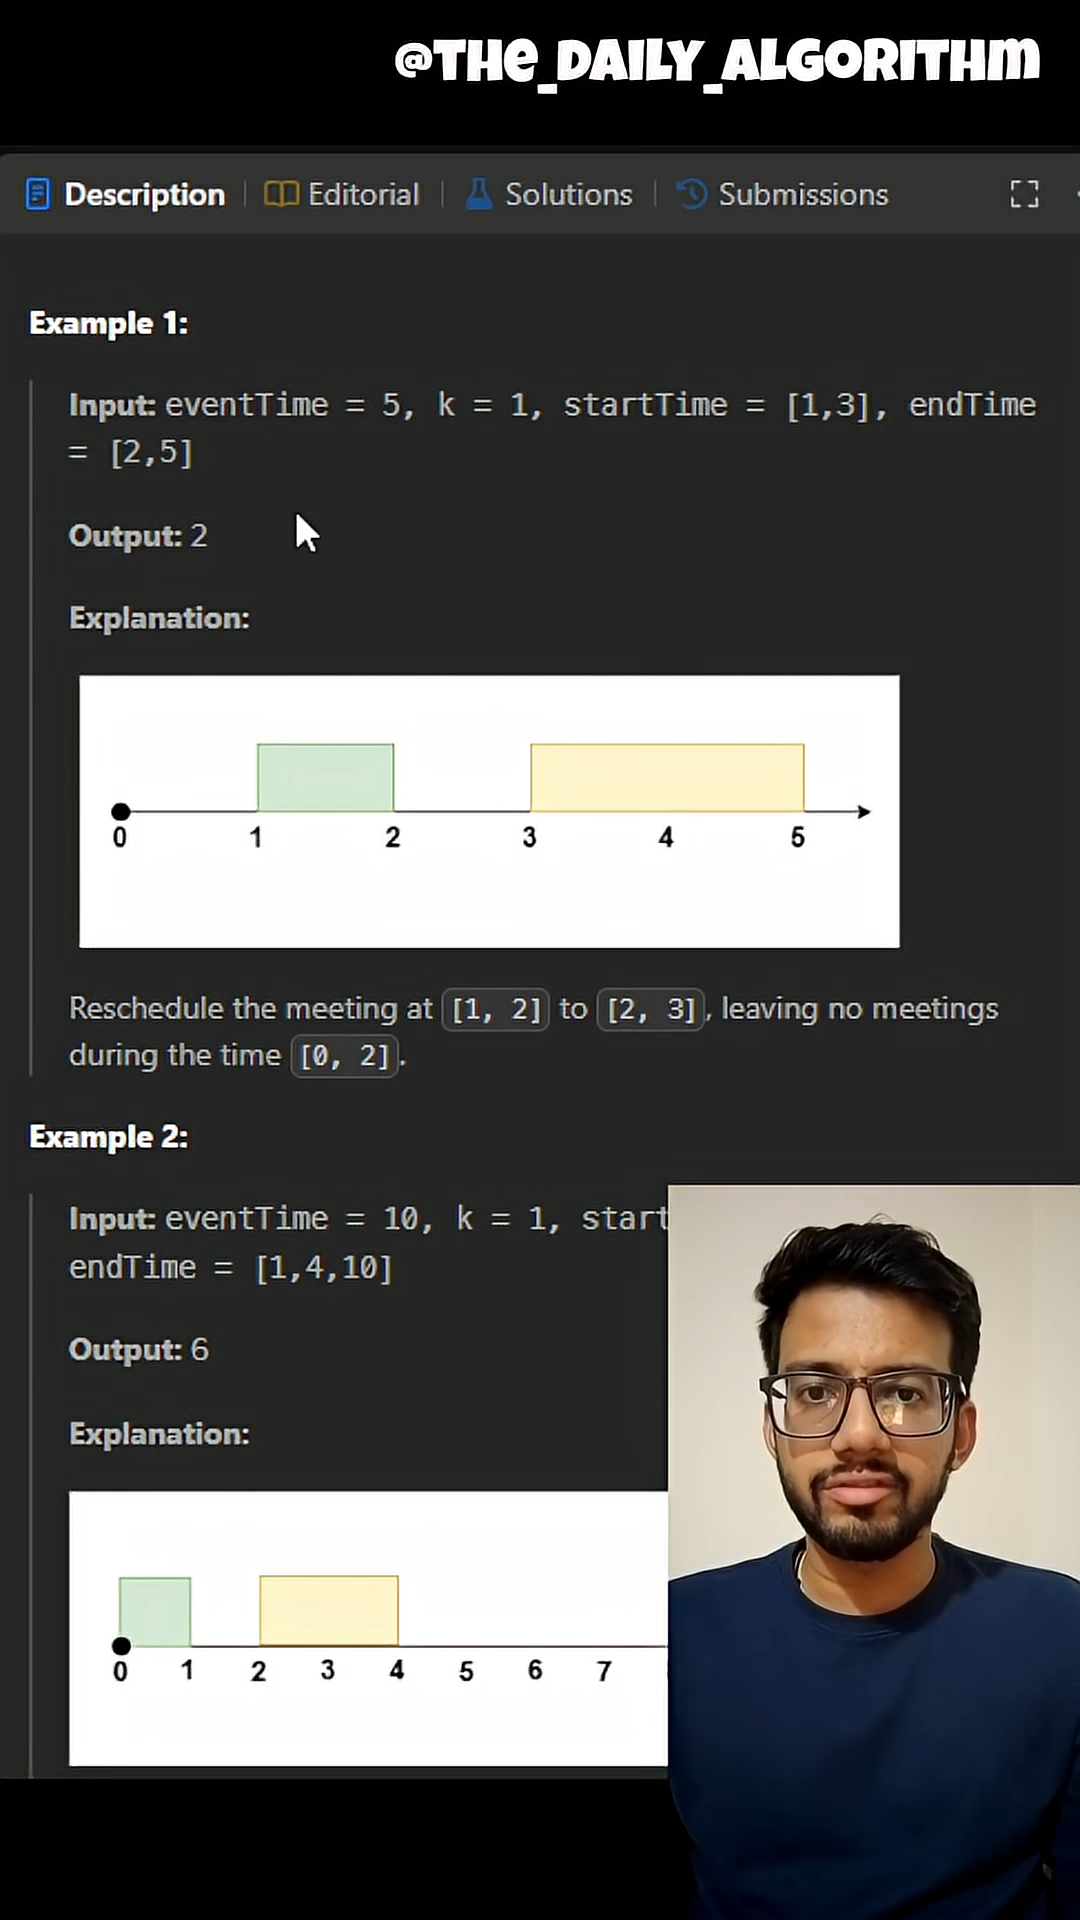 @THE_DAILY_ALGORITHM
Description
Editorial
Solutions
Submissions
Example 1:
Input: eventTime = 5, k = 1, startTime = [1,3], endTime
= [2,5]
Output: 2
Explanation:
0 1 2 3 4 5
Reschedule the meeting at [1, 2] to [2, 3], leaving no meetings
during the time [0, 2].
Example 2:
Input: eventTime = 10, k = 1, start
endTime = [1,4,10]
Output: 6
Explanation:
0 1 2 3 4 5 6 7